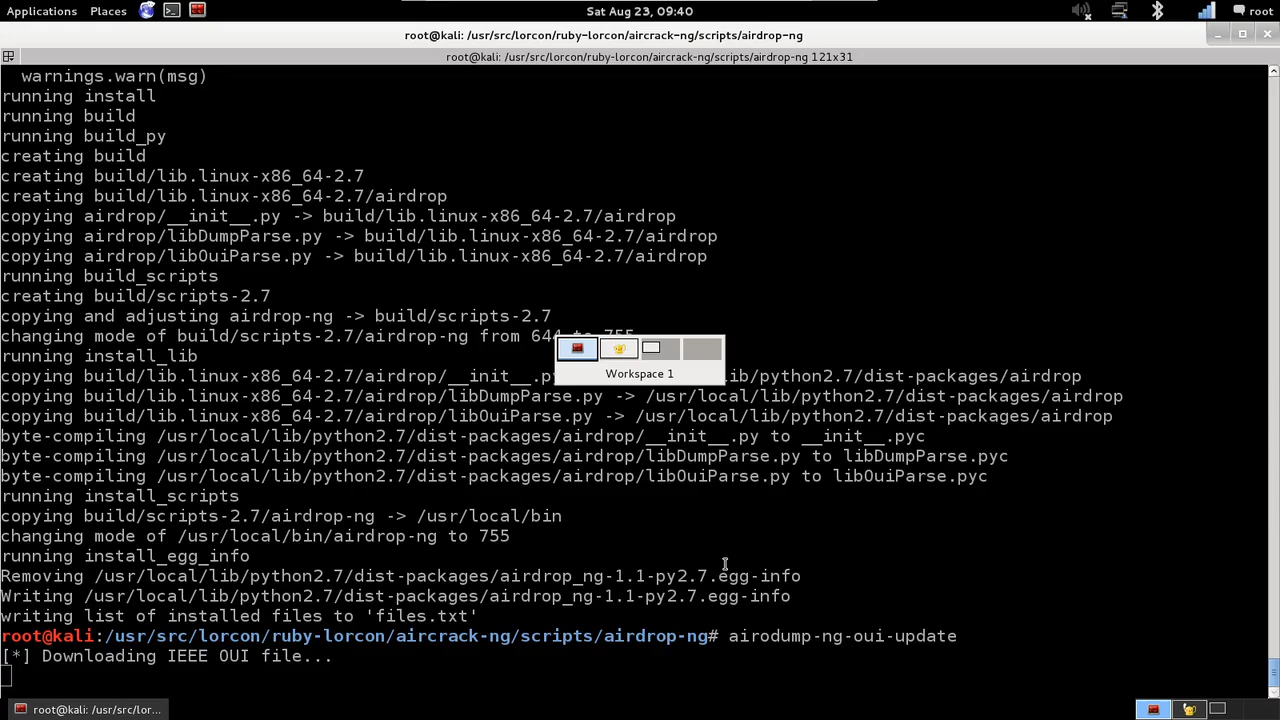 Applications Places Sat Aug 23, 09:40 root
root@kali: /usr/src/lorcon/ruby-lorcon/aircrack-ng/scripts/airdrop-ng
root@kali: /usr/src/lorcon/ruby-lorcon/aircrack-ng/scripts/airdrop-ng 121x31
warnings.warn(msg)
running install
running build
running build_py
creating build
creating build/lib.linux-x86_64-2.7
creating build/lib.linux-x86_64-2.7/airdrop
copying airdrop/__init__.py -> build/lib.linux-x86_64-2.7/airdrop
copying airdrop/libDumpParse.py -> build/lib.linux-x86_64-2.7/airdrop
copying airdrop/libOuiParse.py -> build/lib.linux-x86_64-2.7/airdrop
running build_scripts
creating build/scripts-2.7
copying and adjusting airdrop-ng -> build/scripts-2.7
changing mode of build/scripts-2.7/airdrop-ng from 644 to 755
running install_lib
copying build/lib.linux-x86_64-2.7/airdrop/__init__.py lib/python2.7/dist-packages/airdrop
Workspace 1
copying build/lib.linux-x86_64-2.7/airdrop/libDumpParse.py -> /usr/local/lib/python2.7/dist-packages/airdrop
copying build/lib.linux-x86_64-2.7/airdrop/libOuiParse.py -> /usr/local/lib/python2.7/dist-packages/airdrop
byte-compiling /usr/local/lib/python2.7/dist-packages/airdrop/__init__.py to __init__.pyc
byte-compiling /usr/local/lib/python2.7/dist-packages/airdrop/libDumpParse.py to libDumpParse.pyc
byte-compiling /usr/local/lib/python2.7/dist-packages/airdrop/libOuiParse.py to libOuiParse.pyc
running install_scripts
copying build/scripts-2.7/airdrop-ng -> /usr/local/bin
changing mode of /usr/local/bin/airdrop-ng to 755
running install_egg_info
Removing /usr/local/lib/python2.7/dist-packages/airdrop_ng-1.1-py2.7.egg-info
Writing /usr/local/lib/python2.7/dist-packages/airdrop_ng-1.1-py2.7.egg-info
writing list of installed files to 'files.txt'
root@kali:/usr/src/lorcon/ruby-lorcon/aircrack-ng/scripts/airdrop-ng# airodump-ng-oui-update
[*] Downloading IEEE OUI file...
root@kali: /usr/src/lor...